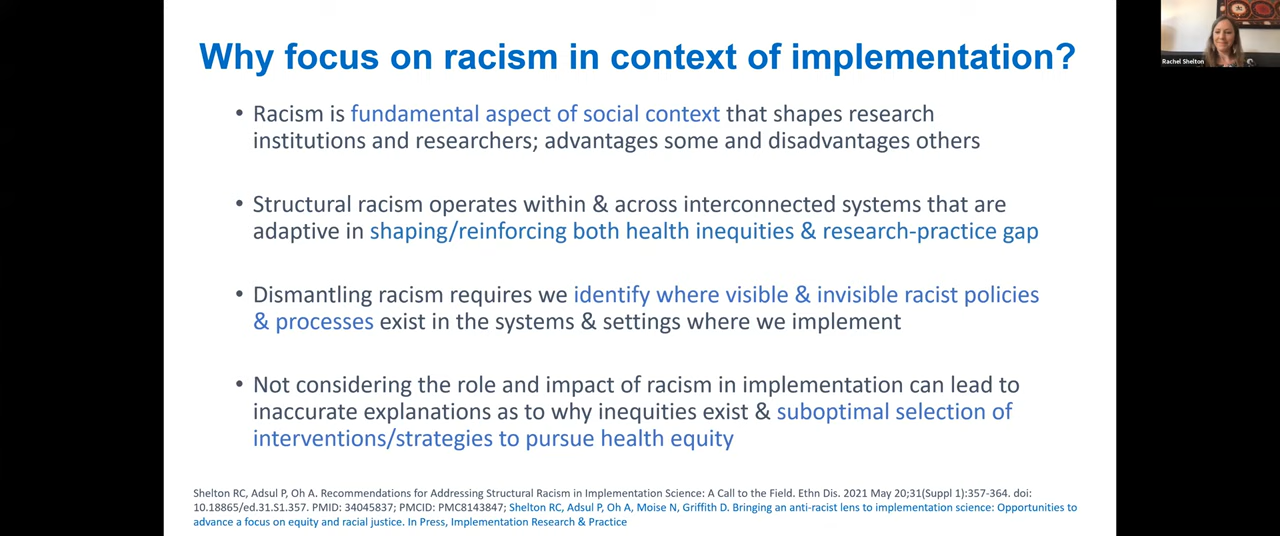 Why focus on racism in context of implementation?
• Racism is fundamental aspect of social context that shapes research
institutions and researchers; advantages some and disadvantages others
• Structural racism operates within & across interconnected systems that are
adaptive in shaping/reinforcing both health inequities & research-practice gap
• Dismantling racism requires we identify where visible & invisible racist policies
& processes exist in the systems & settings where we implement
• Not considering the role and impact of racism in implementation can lead to
inaccurate explanations as to why inequities exist & suboptimal selection of
interventions/strategies to pursue health equity
Shelton RC, Adsul P, Oh A. Recommendations for Addressing Structural Racism in Implementation Science: A Call to the Field. Ethn Dis. 2021 May 20;31(Suppl 1):357-364. doi:
10.18865/ed.31.S1.357. PMID: 34045837; PMCID: PMC8143847; Shelton RC, Adsul P, Oh A, Moise N, Griffith D. Bringing an anti-racist lens to implementation science: Opportunities to
advance a focus on equity and racial justice. In Press, Implementation Research & Practice
Rachel Shelton